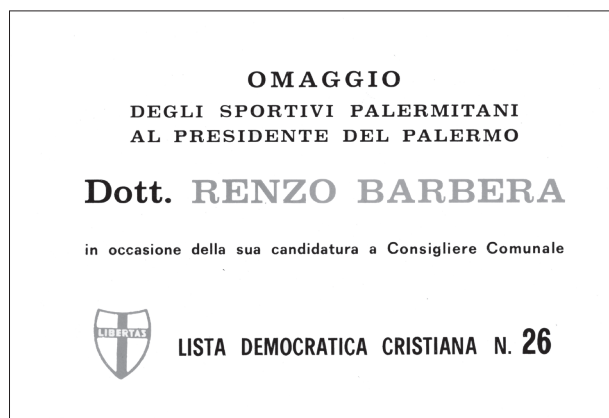 OMAGGIO
DEGLI SPORTIVI PALERMITANI
AL PRESIDENTE DEL PALERMO
Dott. RENZO BARBERA
in occasione della sua candidatura a Consigliere Comunale
LIBERTAS
LISTA DEMOCRATICA CRISTIANA N. 26